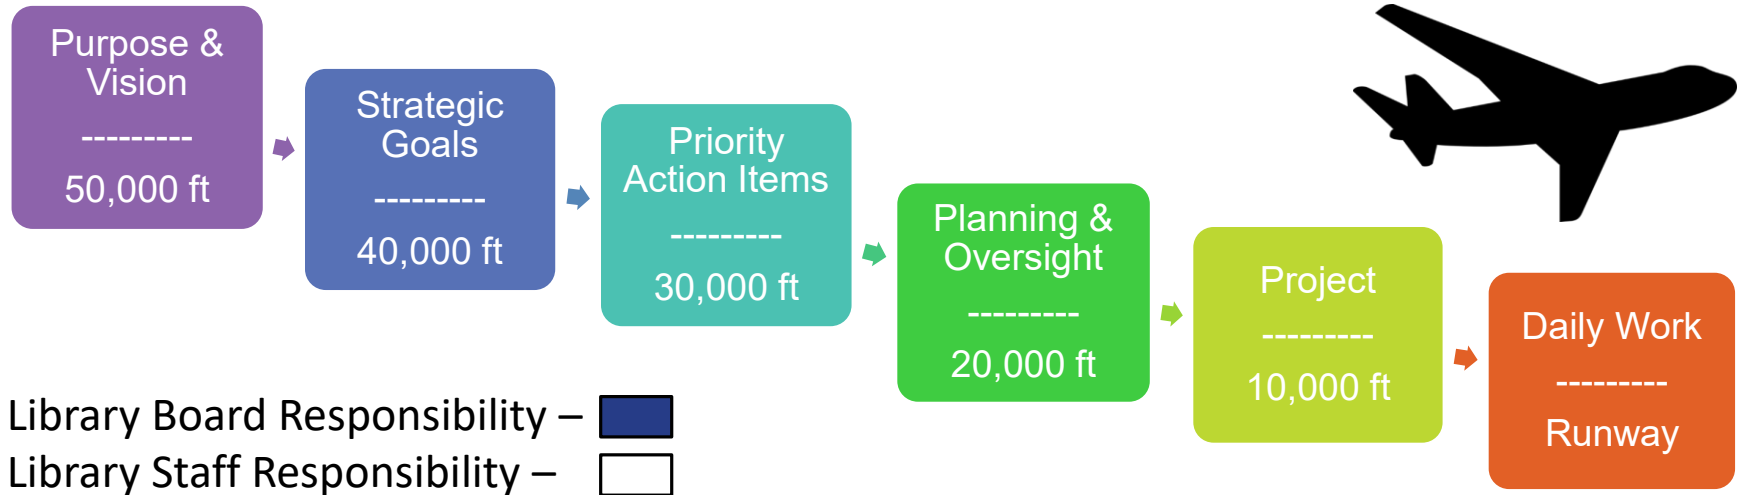 Purpose &
Vision
---------
50,000 ft
Strategic
Goals
---------
40,000 ft
Priority
Action Items
---------
30,000 ft
Planning &
Oversight
---------
20,000 ft
Project
---------
10,000 ft
Daily Work
---------
Runway
Library Board Responsibility –
Library Staff Responsibility –